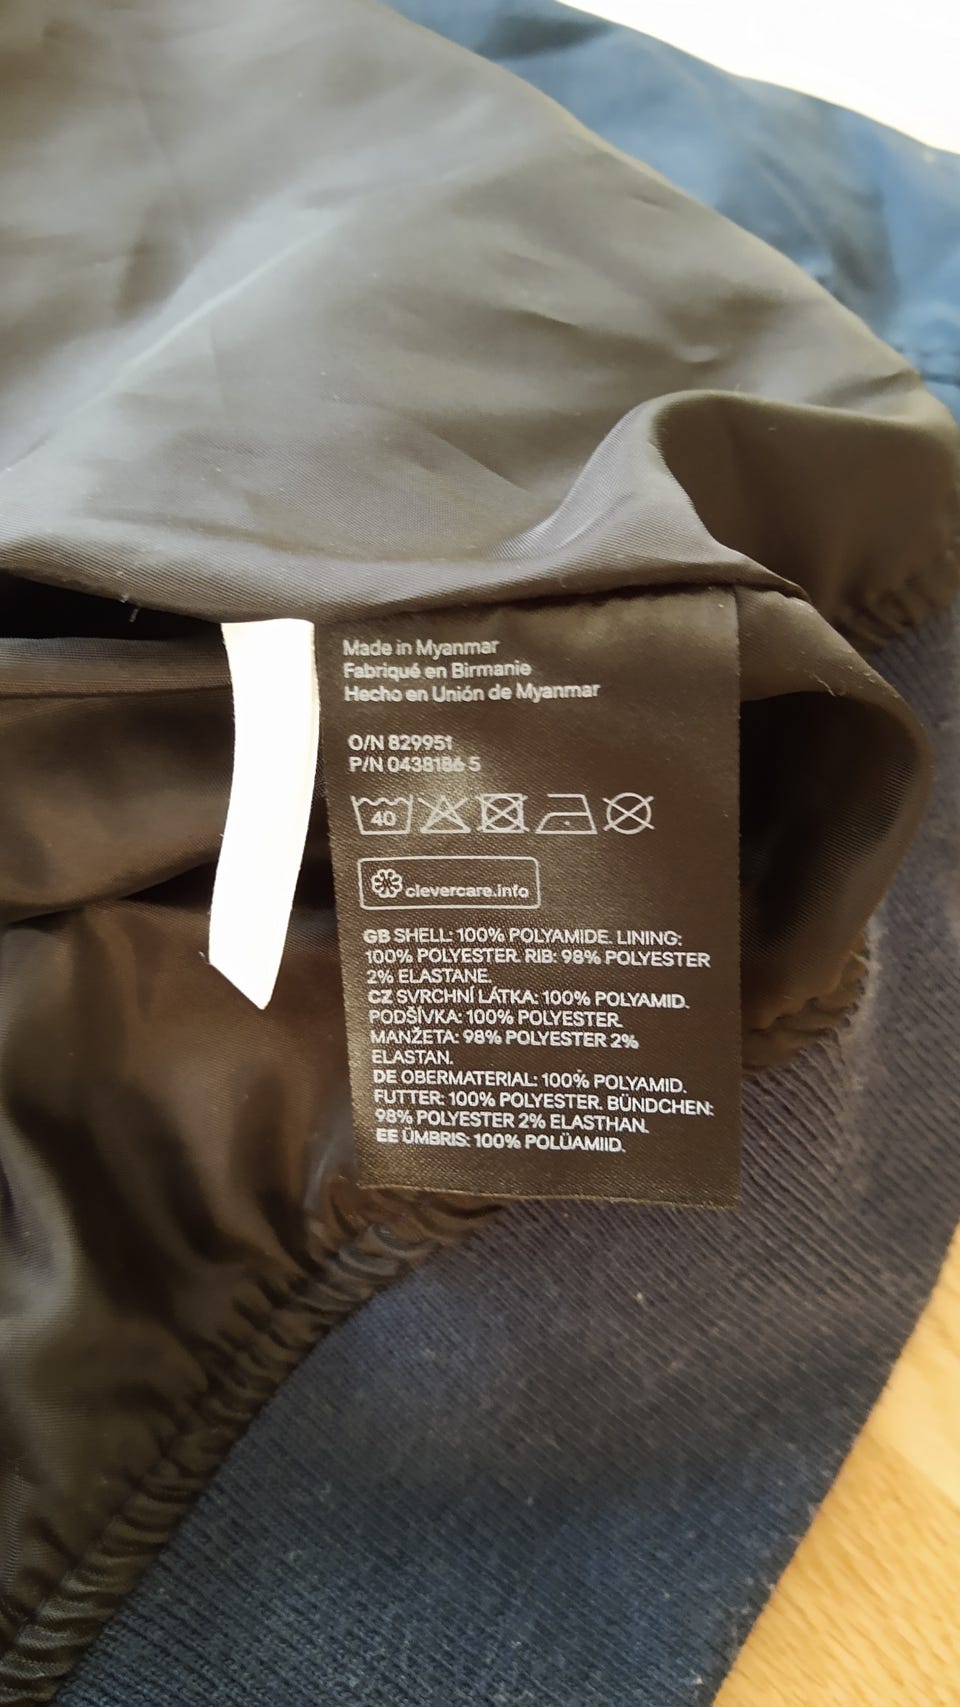 Made in Myanmar
Fabriqué en Birmanie
Hecho en Unión de Myanmar
O/N 829951
P/N 0438186 5
40
clevercare.info
GB SHELL: 100% POLYAMIDE. LINING:
100% POLYESTER. RIB: 98% POLYESTER
2% ELASTANE.
CZ SVRCHNÍ LÁTKA: 100% POLYAMID.
PODŠÍVKA: 100% POLYESTER.
MANŽETA: 98% POLYESTER 2%
ELASTAN.
DE OBERMATERIAL: 100% POLYAMID.
FUTTER: 100% POLYESTER. BÜNDCHEN:
98% POLYESTER 2% ELASTHAN.
EE ÜMBRIS: 100% POLÜAMIID.